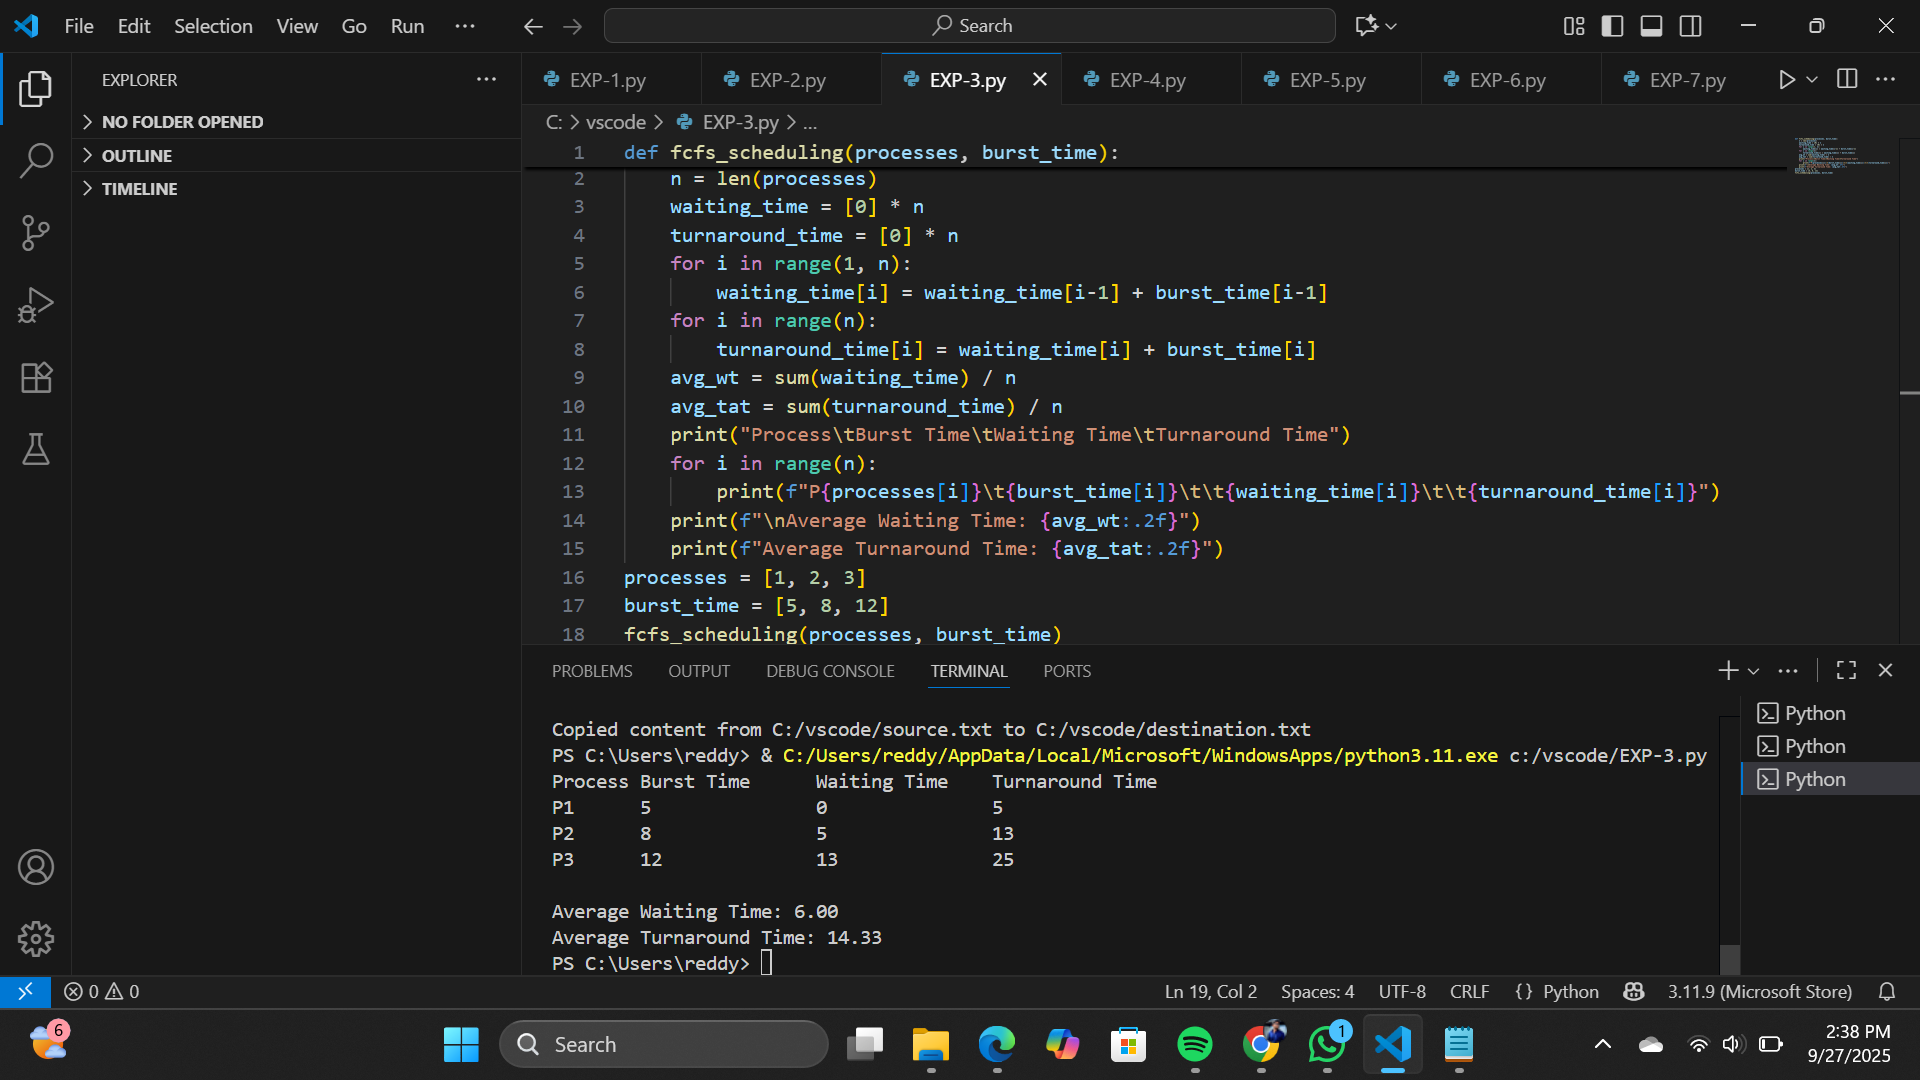 File Edit Selection View Go Run ··· Search
EXPLORER ···
NO FOLDER OPENED
OUTLINE
TIMELINE
EXP-1.py EXP-2.py EXP-3.py EXP-4.py EXP-5.py EXP-6.py EXP-7.py ···
C: > vscode > EXP-3.py > ...
1 def fcfs_scheduling(processes, burst_time):
2 n = len(processes)
3 waiting_time = [0] * n
4 turnaround_time = [0] * n
5 for i in range(1, n):
6 waiting_time[i] = waiting_time[i-1] + burst_time[i-1]
7 for i in range(n):
8 turnaround_time[i] = waiting_time[i] + burst_time[i]
9 avg_wt = sum(waiting_time) / n
10 avg_tat = sum(turnaround_time) / n
11 print("Process\tBurst Time\tWaiting Time\tTurnaround Time")
12 for i in range(n):
13 print(f"P{processes[i]}\t{burst_time[i]}\t\t{waiting_time[i]}\t\t{turnaround_time[i]}")
14 print(f"\nAverage Waiting Time: {avg_wt:.2f}")
15 print(f"Average Turnaround Time: {avg_tat:.2f}")
16 processes = [1, 2, 3]
17 burst_time = [5, 8, 12]
18 fcfs_scheduling(processes, burst_time)
PROBLEMS OUTPUT DEBUG CONSOLE TERMINAL PORTS
Copied content from C:/vscode/source.txt to C:/vscode/destination.txt
PS C:\Users\reddy> & C:/Users/reddy/AppData/Local/Microsoft/WindowsApps/python3.11.exe c:/vscode/EXP-3.py
Process Burst Time Waiting Time Turnaround Time
P1 5 0 5
P2 8 5 13
P3 12 13 25
Average Waiting Time: 6.00
Average Turnaround Time: 14.33
PS C:\Users\reddy>
Python
Python
Python
0 0 Ln 19, Col 2 Spaces: 4 UTF-8 CRLF {} Python 3.11.9 (Microsoft Store)
6 Search 1 2:38 PM
9/27/2025